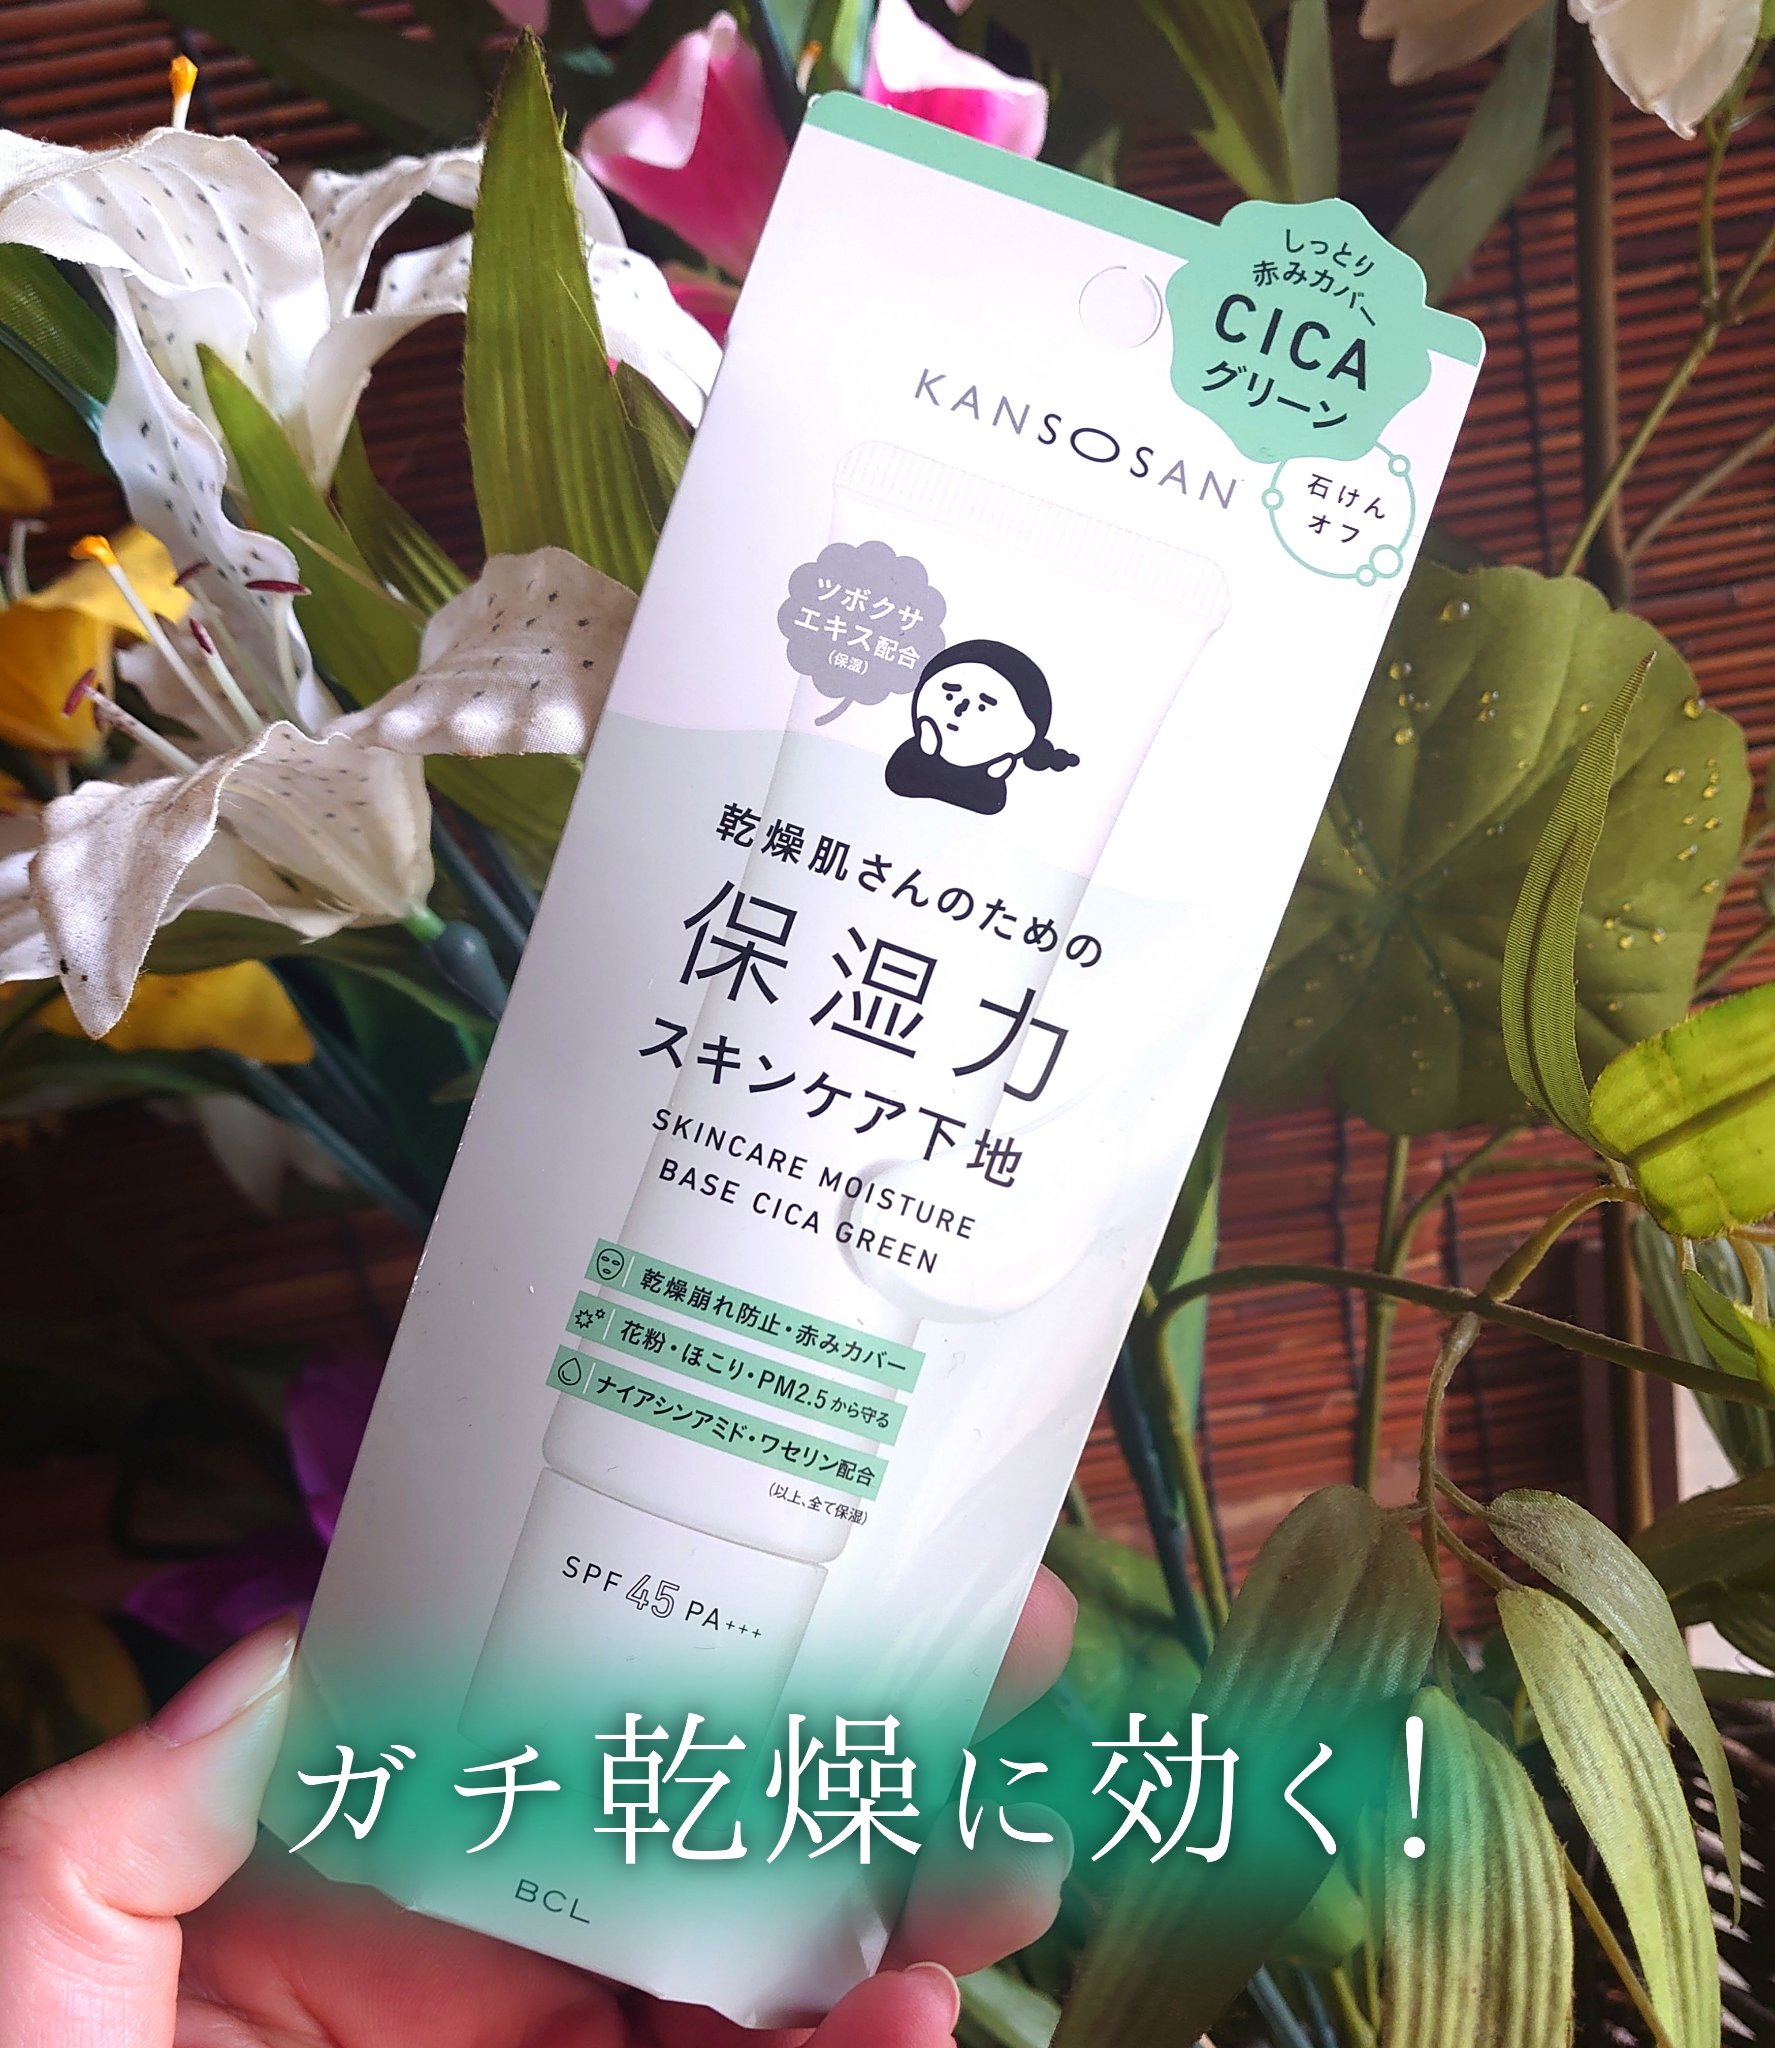 しっとり
赤みカバー
CICA
グリーン
KANSOSAN
石けん
オフ
ツボクサ
エキス配合
(保湿)
乾燥肌さんのための
保湿力
スキンケア下地
SKINCARE MOISTURE
BASE CICA GREEN
乾燥崩れ防止・赤みカバー
花粉・ほこり・PM2.5から守る
ナイアシンアミド・ワセリン配合
(以上、全て保湿)
SPF 45 PA+++
ガチ乾燥に効く!
BCL